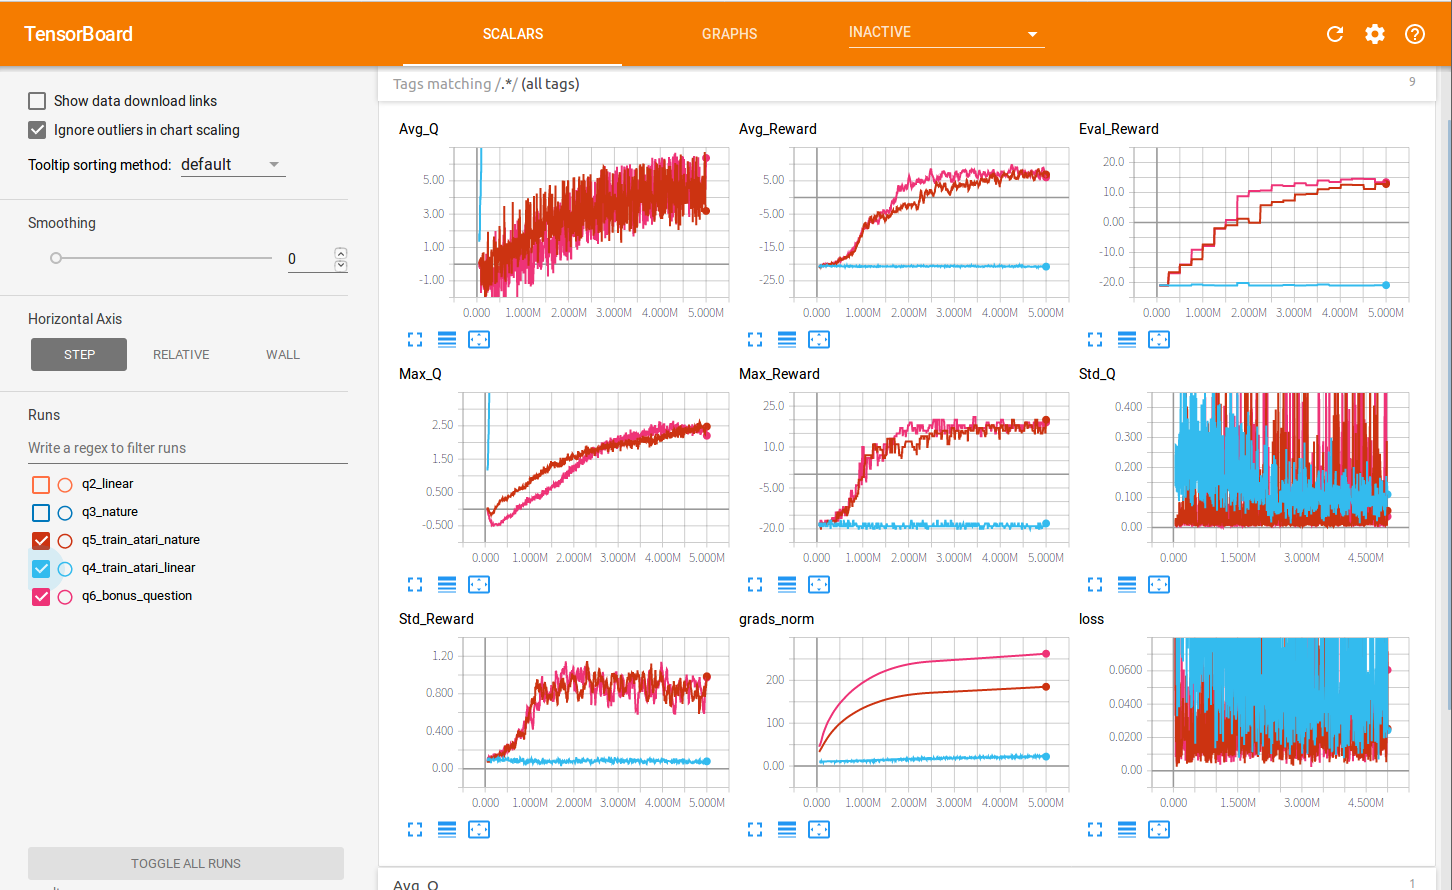 TensorBoard
SCALARS
GRAPHS
INACTIVE
Show data download links
Ignore outliers in chart scaling
Tooltip sorting method: default
Smoothing
0
Horizontal Axis
STEP
RELATIVE
WALL
Runs
Write a regex to filter runs
q2_linear
q3_nature
q5_train_atari_nature
q4_train_atari_linear
q6_bonus_question
TOGGLE ALL RUNS
Tags matching /.*/ (all tags)
9
Avg_Q
5.00
3.00
1.00
-1.00
0.000 1.000M 2.000M 3.000M 4.000M 5.000M
Avg_Reward
5.00
-5.00
-15.0
-25.0
0.000 1.000M 2.000M 3.000M 4.000M 5.000M
Eval_Reward
20.0
10.0
0.00
-10.0
-20.0
0.000 1.000M 2.000M 3.000M 4.000M 5.000M
Max_Q
2.50
1.50
0.500
-0.500
0.000 1.000M 2.000M 3.000M 4.000M 5.000M
Max_Reward
25.0
10.0
-5.00
-20.0
0.000 1.000M 2.000M 3.000M 4.000M 5.000M
Std_Q
0.400
0.300
0.200
0.100
0.00
0.000 1.500M 3.000M 4.500M
Std_Reward
1.20
0.800
0.400
0.00
0.000 1.000M 2.000M 3.000M 4.000M 5.000M
grads_norm
200
100
0.00
0.000 1.000M 2.000M 3.000M 4.000M 5.000M
loss
0.0600
0.0400
0.0200
0.00
0.000 1.500M 3.000M 4.500M
Avg_Q
1